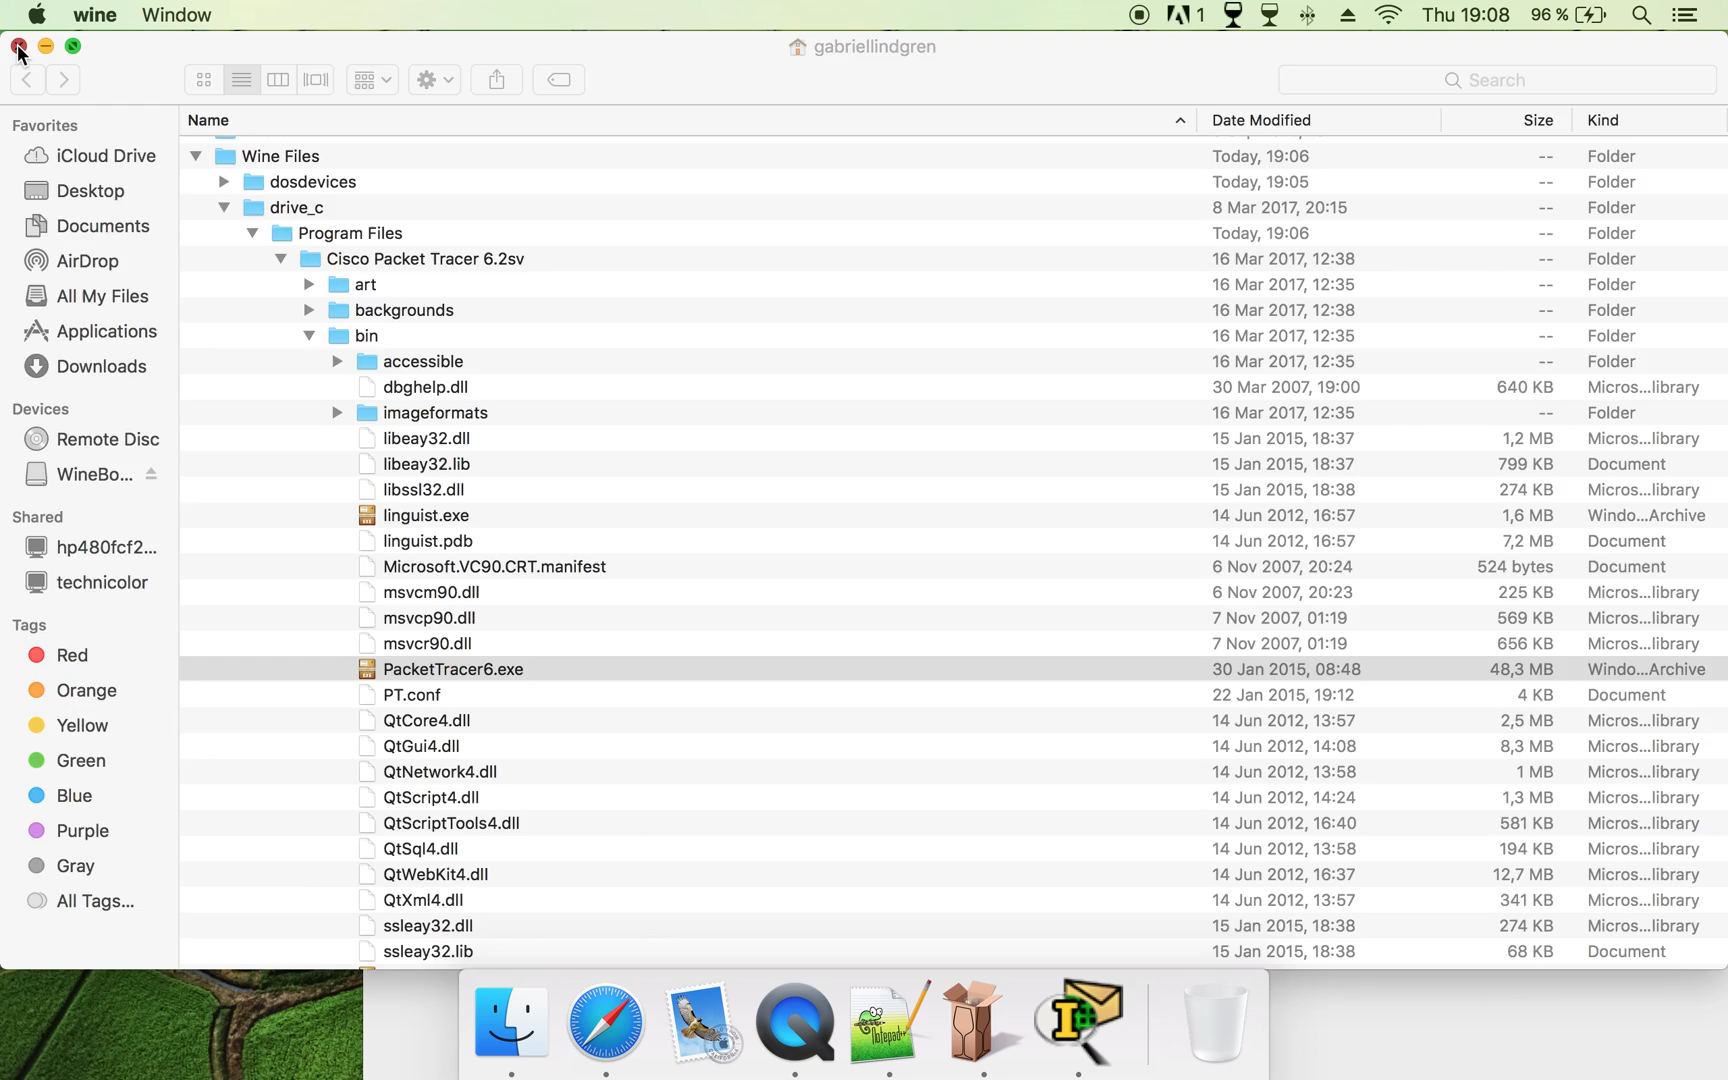 wine Window 1 Thu 19:08 96 %
gabriellindgren
Search
Name Date Modified Size Kind
Favorites
iCloud Drive
Desktop
Documents
AirDrop
All My Files
Applications
Downloads
Devices
Remote Disc
WineBo...
Shared
hp480fcf2...
technicolor
Tags
Red
Orange
Yellow
Green
Blue
Purple
Gray
All Tags...
Wine Files Today, 19:06 -- Folder
dosdevices Today, 19:05 -- Folder
drive_c 8 Mar 2017, 20:15 -- Folder
Program Files Today, 19:06 -- Folder
Cisco Packet Tracer 6.2sv 16 Mar 2017, 12:38 -- Folder
art 16 Mar 2017, 12:35 -- Folder
backgrounds 16 Mar 2017, 12:38 -- Folder
bin 16 Mar 2017, 12:35 -- Folder
accessible 16 Mar 2017, 12:35 -- Folder
dbghelp.dll 30 Mar 2007, 19:00 640 KB Micros...library
imageformats 16 Mar 2017, 12:35 -- Folder
libeay32.dll 15 Jan 2015, 18:37 1,2 MB Micros...library
libeay32.lib 15 Jan 2015, 18:37 799 KB Document
libssl32.dll 15 Jan 2015, 18:38 274 KB Micros...library
linguist.exe 14 Jun 2012, 16:57 1,6 MB Windo...Archive
linguist.pdb 14 Jun 2012, 16:57 7,2 MB Document
Microsoft.VC90.CRT.manifest 6 Nov 2007, 20:24 524 bytes Document
msvcm90.dll 6 Nov 2007, 20:23 225 KB Micros...library
msvcp90.dll 7 Nov 2007, 01:19 569 KB Micros...library
msvcr90.dll 7 Nov 2007, 01:19 656 KB Micros...library
PacketTracer6.exe 30 Jan 2015, 08:48 48,3 MB Windo...Archive
PT.conf 22 Jan 2015, 19:12 4 KB Document
QtCore4.dll 14 Jun 2012, 13:57 2,5 MB Micros...library
QtGui4.dll 14 Jun 2012, 14:08 8,3 MB Micros...library
QtNetwork4.dll 14 Jun 2012, 13:58 1 MB Micros...library
QtScript4.dll 14 Jun 2012, 14:24 1,3 MB Micros...library
QtScriptTools4.dll 14 Jun 2012, 16:40 581 KB Micros...library
QtSql4.dll 14 Jun 2012, 13:58 194 KB Micros...library
QtWebKit4.dll 14 Jun 2012, 16:37 12,7 MB Micros...library
QtXml4.dll 14 Jun 2012, 13:57 341 KB Micros...library
ssleay32.dll 15 Jan 2015, 18:38 274 KB Micros...library
ssleay32.lib 15 Jan 2015, 18:38 68 KB Document
Notepad++